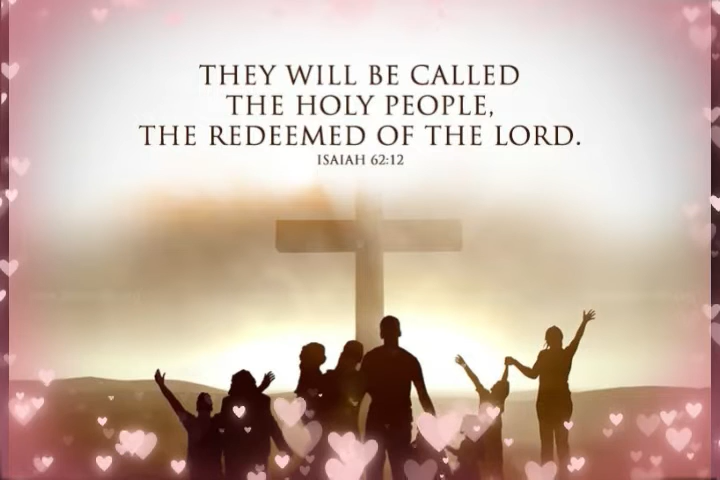 THEY WILL BE CALLED
THE HOLY PEOPLE,
THE REDEEMED OF THE LORD.
ISAIAH 62:12